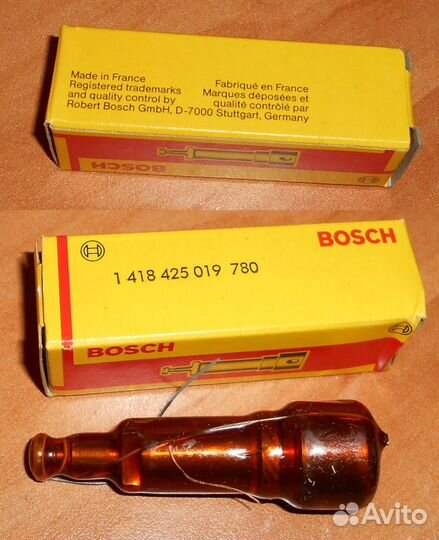 Made in France
Registered trademarks
and quality control by
Robert Bosch GmbH, D-7000 Stuttgart, Germany
Fabriqué en France
Marques déposées et
qualité contrôlé par
BOSCH
BOSCH
1 418 425 019 780
BOSCH
Avito